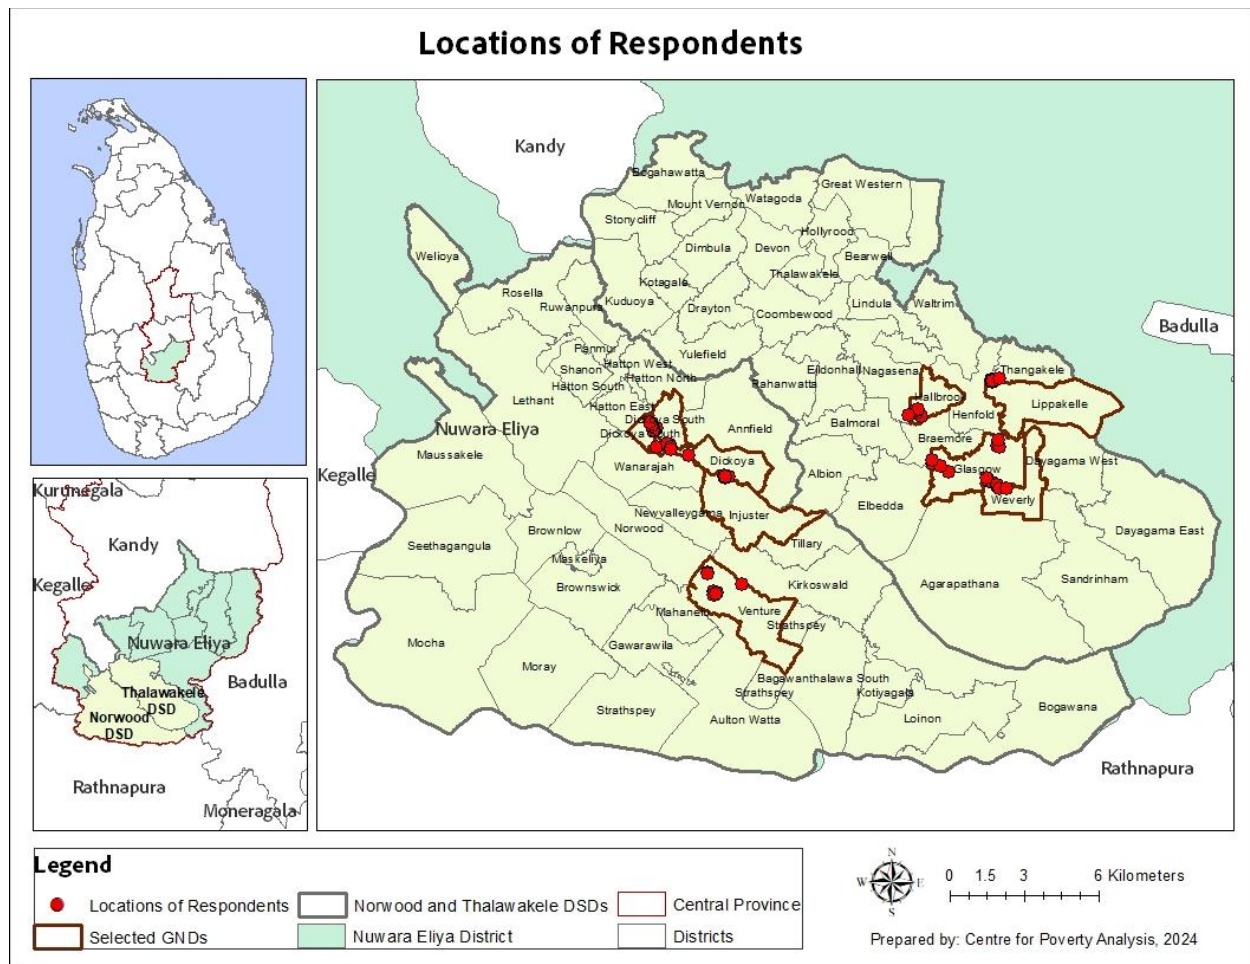 Locations of Respondents
Kandy
Bogahawatta
Great Western
Mount Vernon
Watagoda
Stonycliff
Hollyrood
Dimbula
Devon
Bearwell
Welioya
Thalawakele
Kotagale
Rosella
Ruwanpura
Kuduoya
Drayton
Lindula
Waltrim
Coombewood
Badulla
Panmur
Hatton West
Yulefield
Shanon
Hatton North
Eildonhall
Nagasena
Thangakele
Hatton South
Rahanwatta
Lethant
Hallbrook
Lippakelle
Hatton East
Henfold
Nuwara Eliya
Dickoya South
Annfield
Balmoral
Dickoya South
Braemore
Maussakele
Wanarajah
Dickoya
Dayagama West
Kegalle
Albion
Glasgow
Elbedda
Weverly
Newvalleygama
Injuster
Brownlow
Norwood
Dayagama East
Seethagangula
Tillary
Maskeliya
Brownswick
Kirkoswald
Agarapathana
Sandrinham
Venture
Strathspey
Mocha
Gawarawila
Moray
Bagawanthalawa South
Strathspey
Kotiyagala
Strathspey
Aulton Watta
Loinon
Bogawana
Rathnapura
Kurunegala
Kandy
Kegalle
Nuwara Eliya
Badulla
Thalawakele
DSD
Norwood
DSD
Rathnapura
Moneragala
Legend
Locations of Respondents
Norwood and Thalawakele DSDs
Central Province
Selected GNDs
Nuwara Eliya District
Districts
N
W
E
S
0 1.5 3 6 Kilometers
Prepared by: Centre for Poverty Analysis, 2024